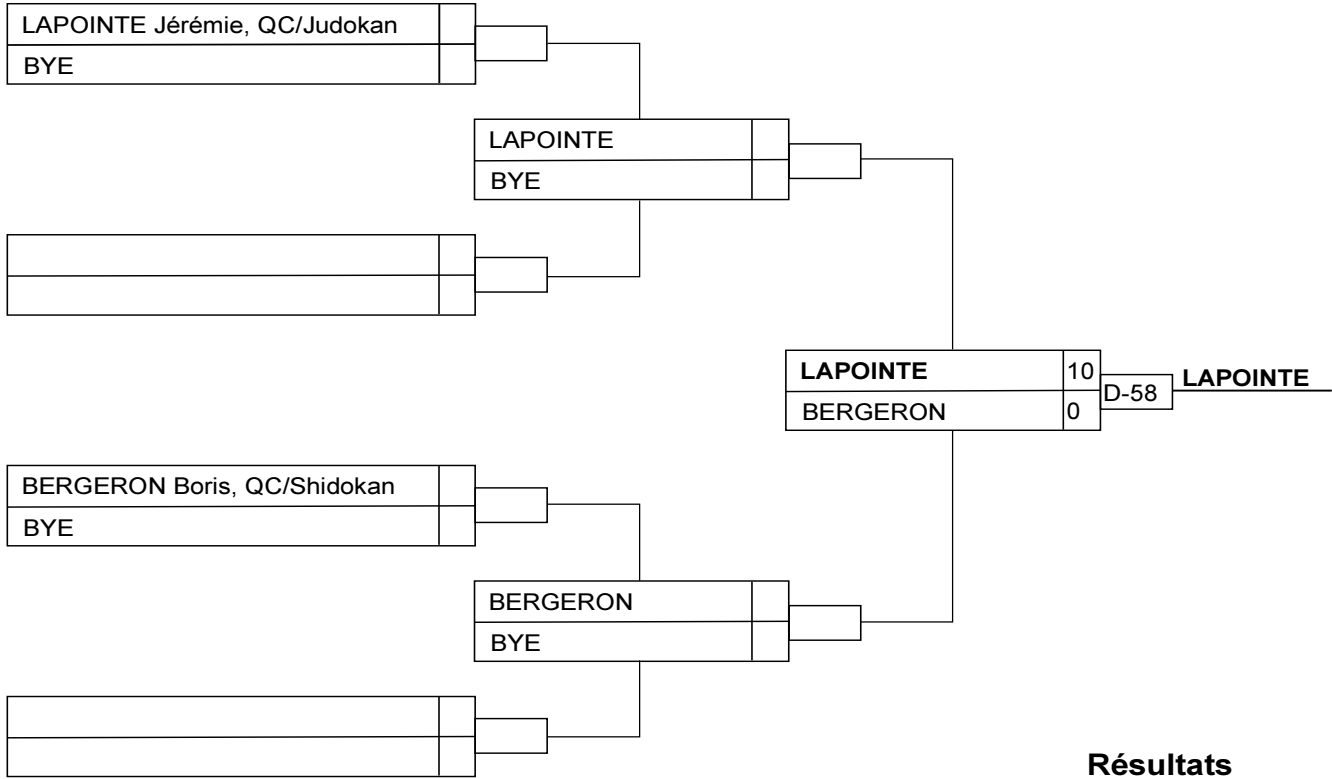 LAPOINTE Jérémie, QC/Judokan
BYE
LAPOINTE
BYE
LAPOINTE 10
D-58 LAPOINTE
BERGERON 0
BERGERON Boris, QC/Shidokan
BYE
BERGERON
BYE
Résultats